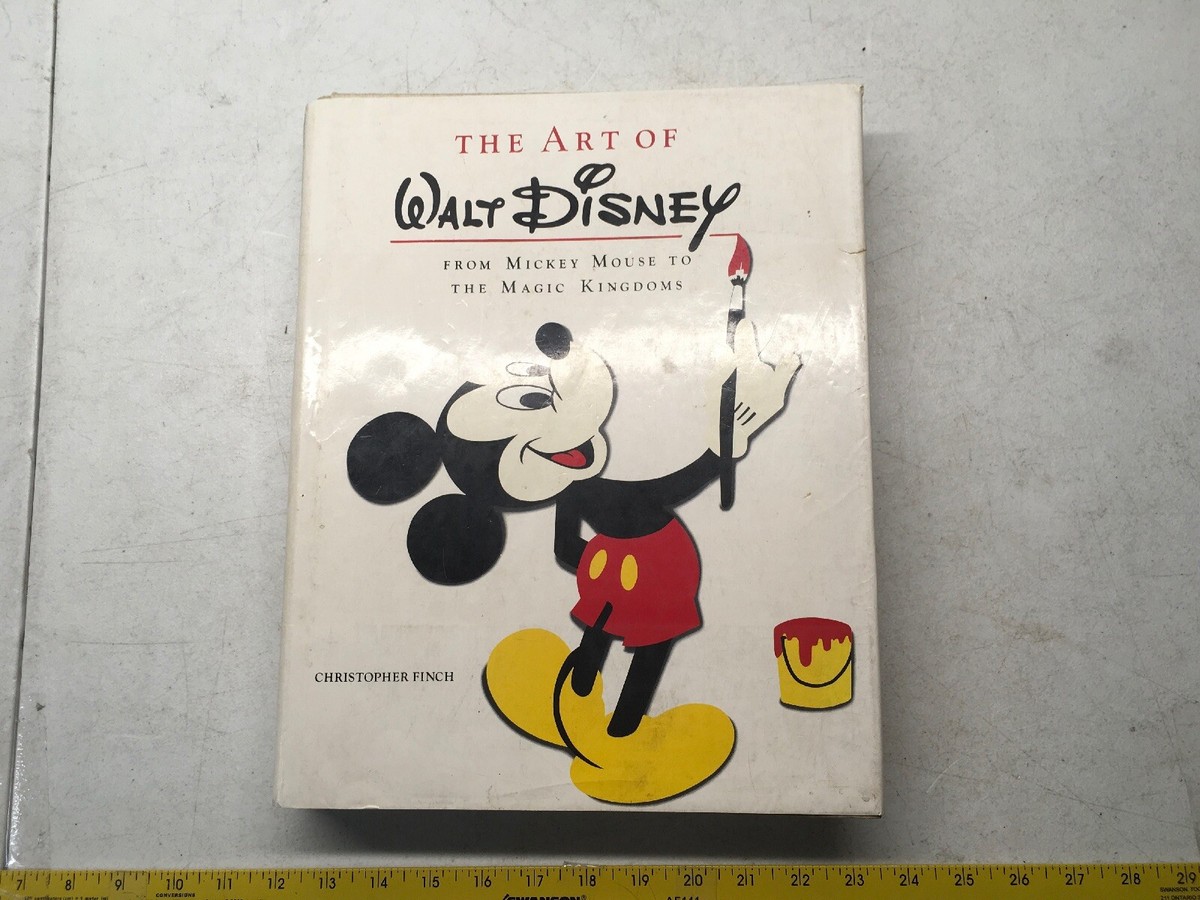 THE ART OF
WALT DISNEY
FROM MICKEY MOUSE TO
THE MAGIC KINGDOMS
CHRISTOPHER FINCH
7 8 9 10 11 12 13 14 15 16 17 18 19 20 21 22 23 24 25 26 27 28 29
CONVERSIONS
SWANSON